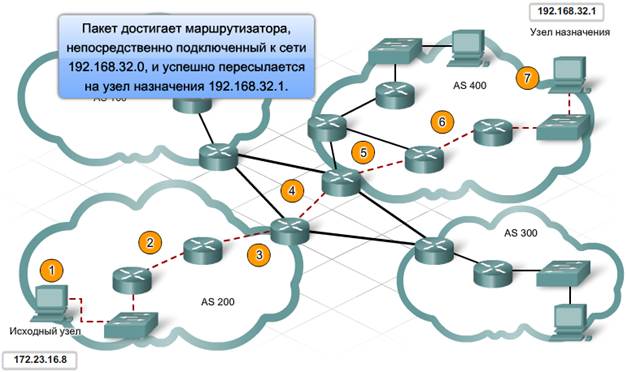 192.168.32.1
Узел назначения
Пакет достигает маршрутизатора,
непосредственно подключенный к сети
192.168.32.0, и успешно пересылается
на узел назначения 192.168.32.1.
AS 400
7
6
5
4
3
AS 300
2
1
AS 200
Исходный узел
172.23.16.8